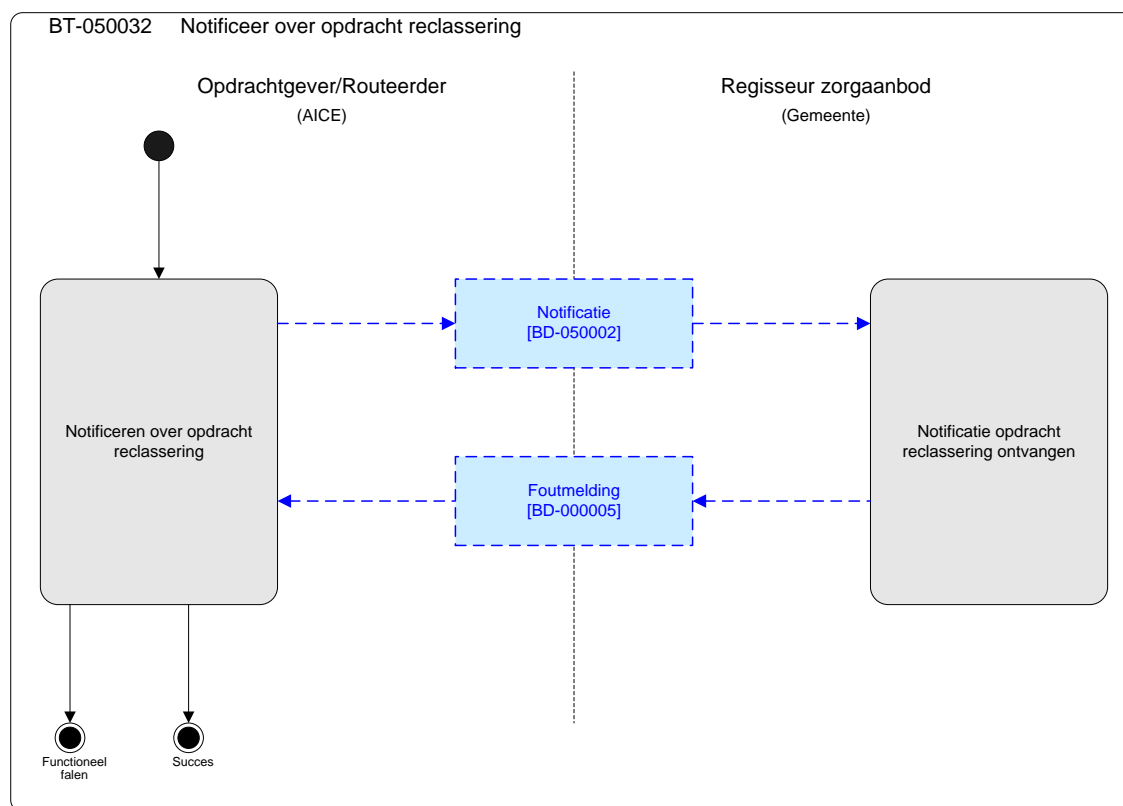 BT-050032 Notificeer over opdracht reclassering
Opdrachtgever/Routeerder
(AICE)
Regisseur zorgaanbod
(Gemeente)
Notificatie
[BD-050002]
Notificeren over opdracht
reclassering
Notificatie opdracht
reclassering ontvangen
Foutmelding
[BD-000005]
Functioneel
falen
Succes